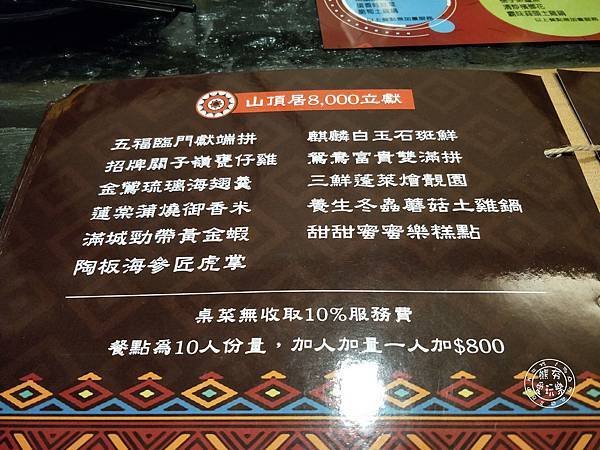 山頂居8,000立獻
五福臨門獻端拼
招牌關子嶺甕仔雞
金鴛琉璃海翅羹
蓮棠蒲燒御香米
滿城勁帶黃金蝦
陶板海參匠虎掌
麒麟白玉石斑鮮
鴛鴦富貴雙滿拼
三鮮蓬萊燴靚園
養生冬蟲蘑菇土雞鍋
甜甜蜜蜜樂糕點
桌菜無收取10%服務費
餐點為10人份量，加人加量一人加$800